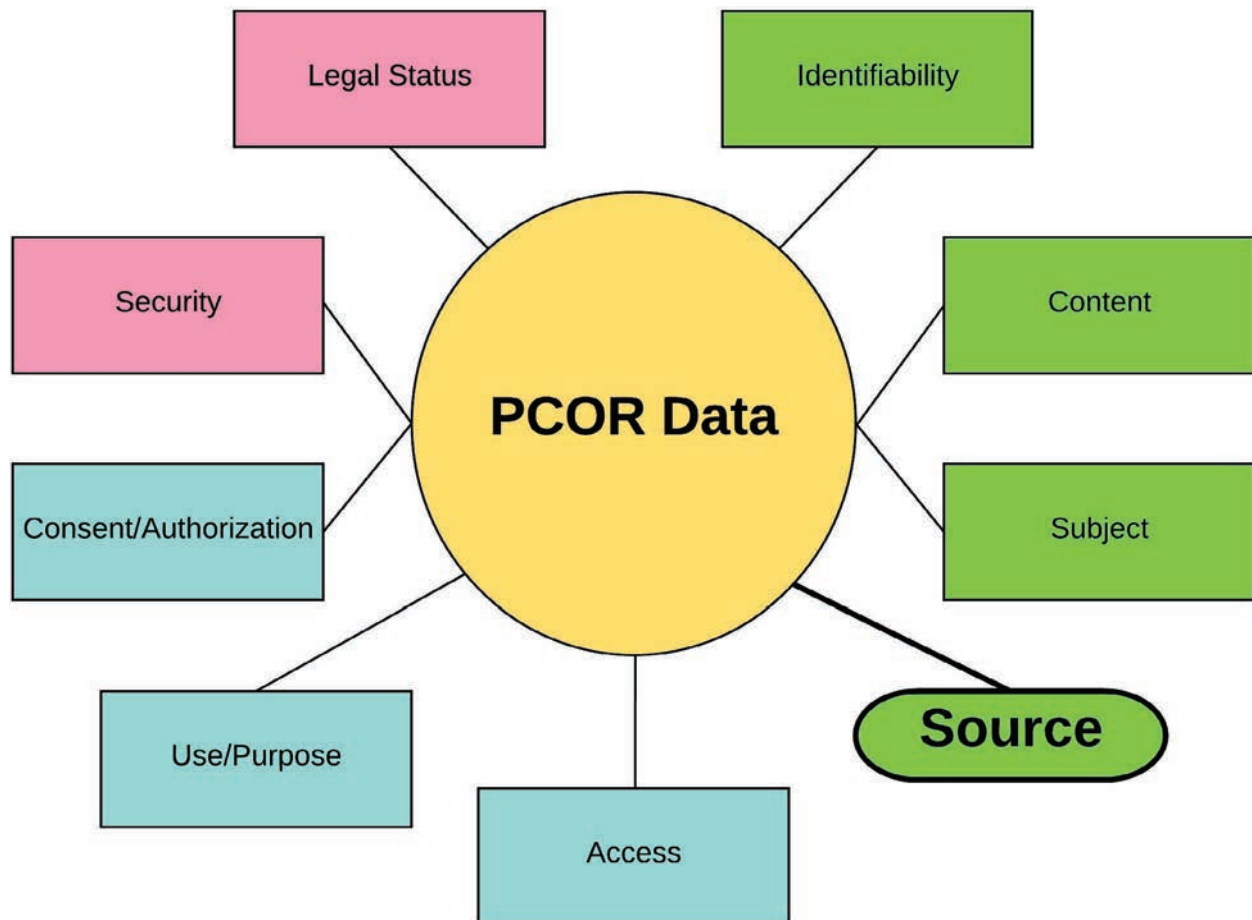 Legal Status
Identifiability
Security
Content
PCOR Data
Consent/Authorization
Subject
Source
Use/Purpose
Access